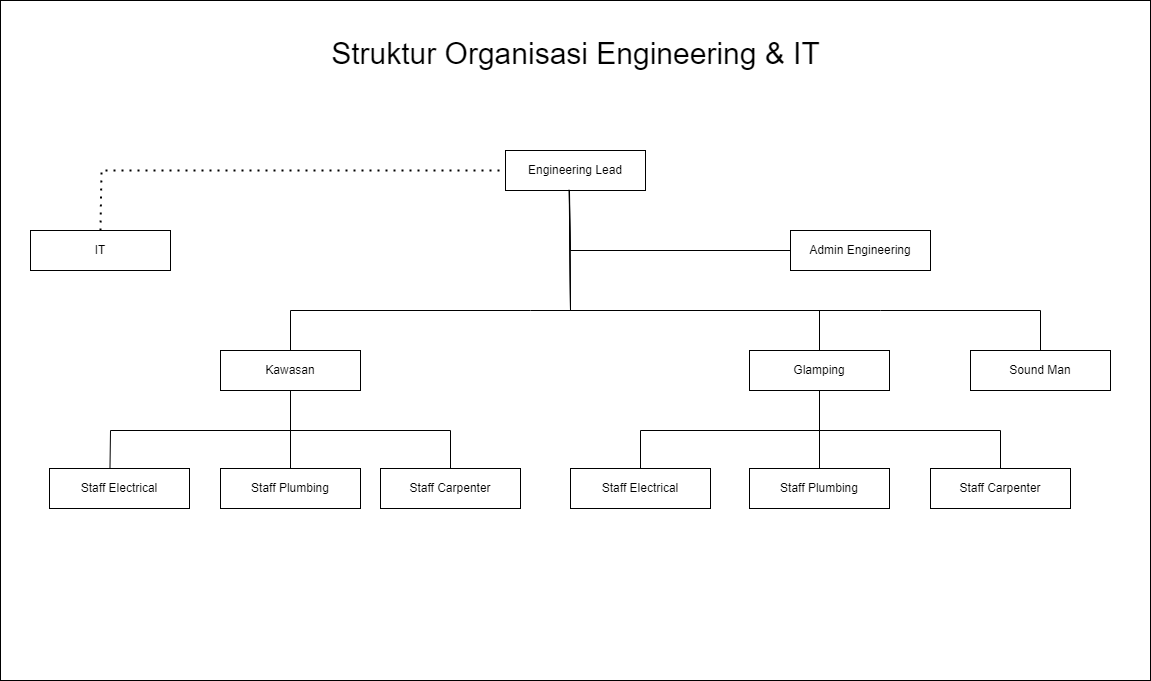 Struktur Organisasi Engineering & IT
Engineering Lead
IT
Admin Engineering
Kawasan
Glamping
Sound Man
Staff Electrical
Staff Plumbing
Staff Carpenter
Staff Electrical
Staff Plumbing
Staff Carpenter